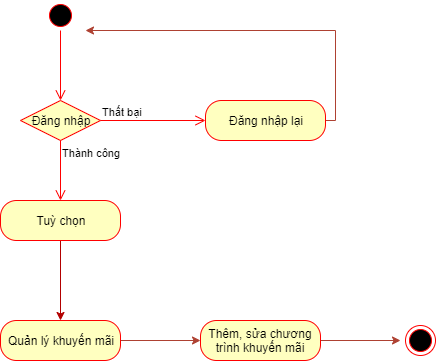 Thất bại
Đăng nhập
Đăng nhập lại
Thành công
Tuỳ chọn
Quản lý khuyến mãi
Thêm, sửa chương
trình khuyến mãi